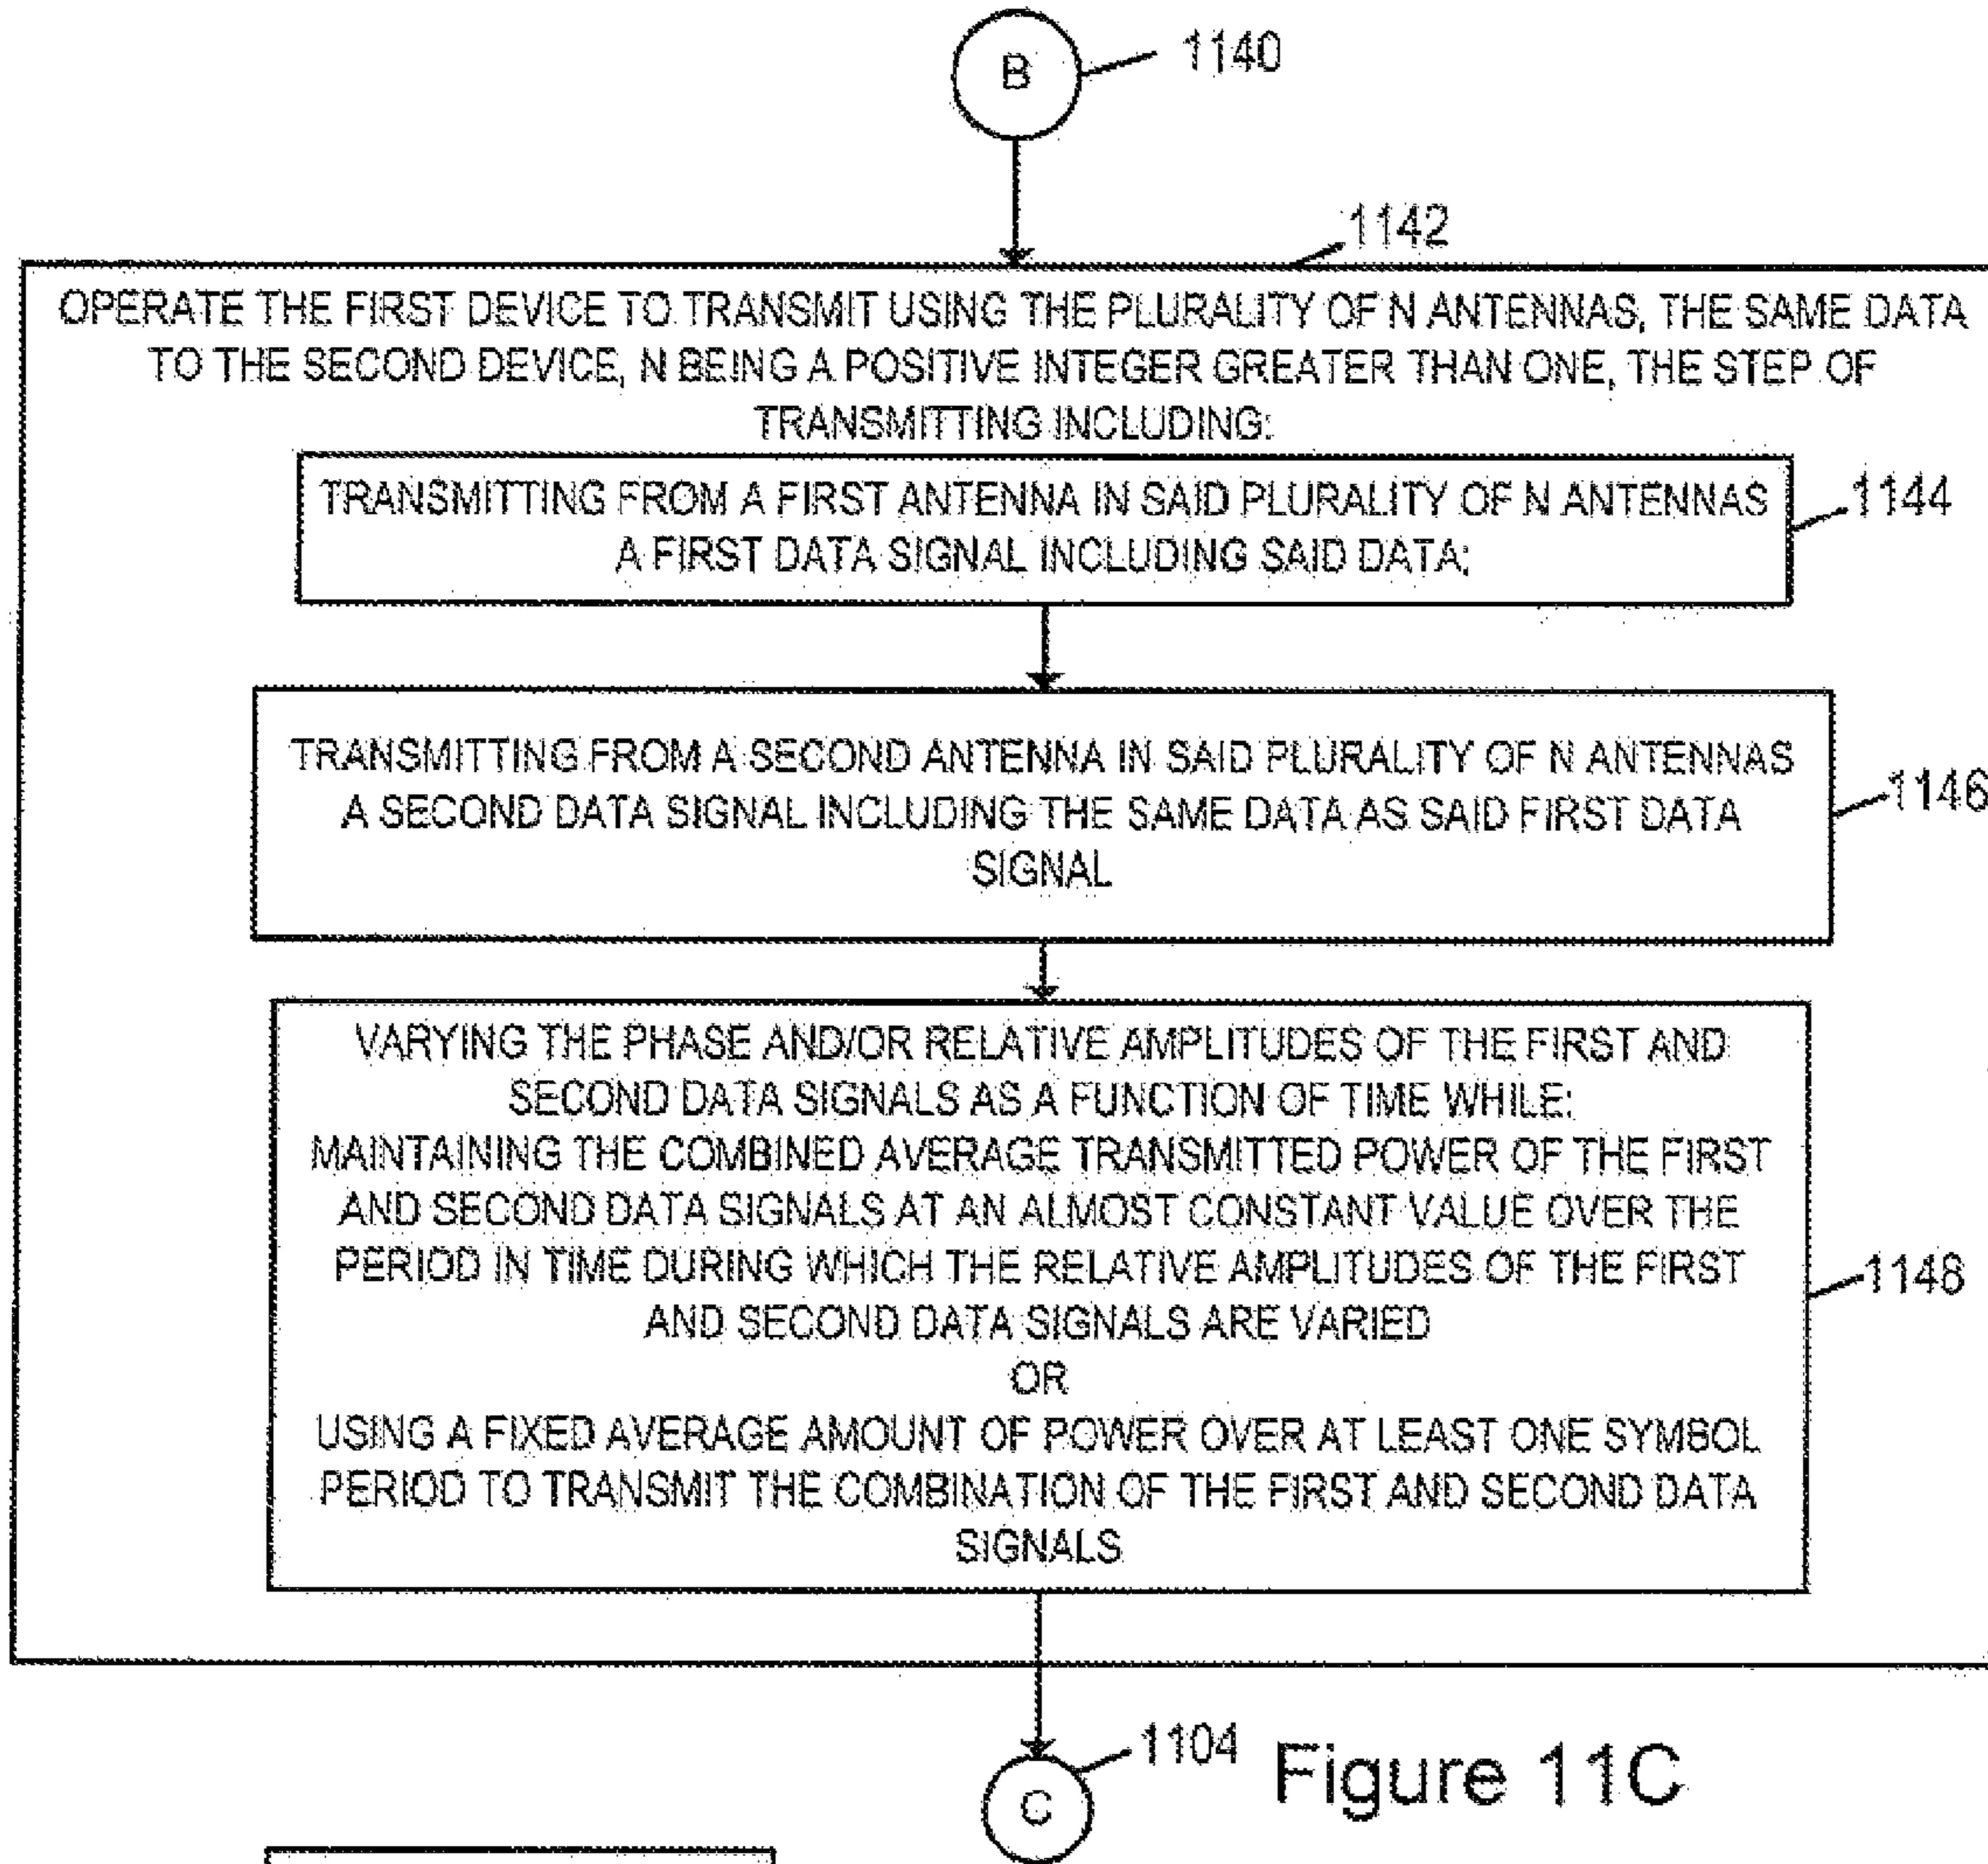 B
1140
1142
OPERATE THE FIRST DEVICE TO TRANSMIT USING THE PLURALITY OF N ANTENNAS, THE SAME DATA
TO THE SECOND DEVICE, N BEING A POSITIVE INTEGER GREATER THAN ONE, THE STEP OF
TRANSMITTING INCLUDING:
TRANSMITTING FROM A FIRST ANTENNA IN SAID PLURALITY OF N ANTENNAS
A FIRST DATA SIGNAL INCLUDING SAID DATA;
1144
TRANSMITTING FROM A SECOND ANTENNA IN SAID PLURALITY OF N ANTENNAS
A SECOND DATA SIGNAL INCLUDING THE SAME DATA AS SAID FIRST DATA
SIGNAL
1146
VARYING THE PHASE AND/OR RELATIVE AMPLITUDES OF THE FIRST AND
SECOND DATA SIGNALS AS A FUNCTION OF TIME WHILE:
MAINTAINING THE COMBINED AVERAGE TRANSMITTED POWER OF THE FIRST
AND SECOND DATA SIGNALS AT AN ALMOST CONSTANT VALUE OVER THE
PERIOD IN TIME DURING WHICH THE RELATIVE AMPLITUDES OF THE FIRST
AND SECOND DATA SIGNALS ARE VARIED
OR
USING A FIXED AVERAGE AMOUNT OF POWER OVER AT LEAST ONE SYMBOL
PERIOD TO TRANSMIT THE COMBINATION OF THE FIRST AND SECOND DATA
SIGNALS
1148
1104
C
Figure 11C